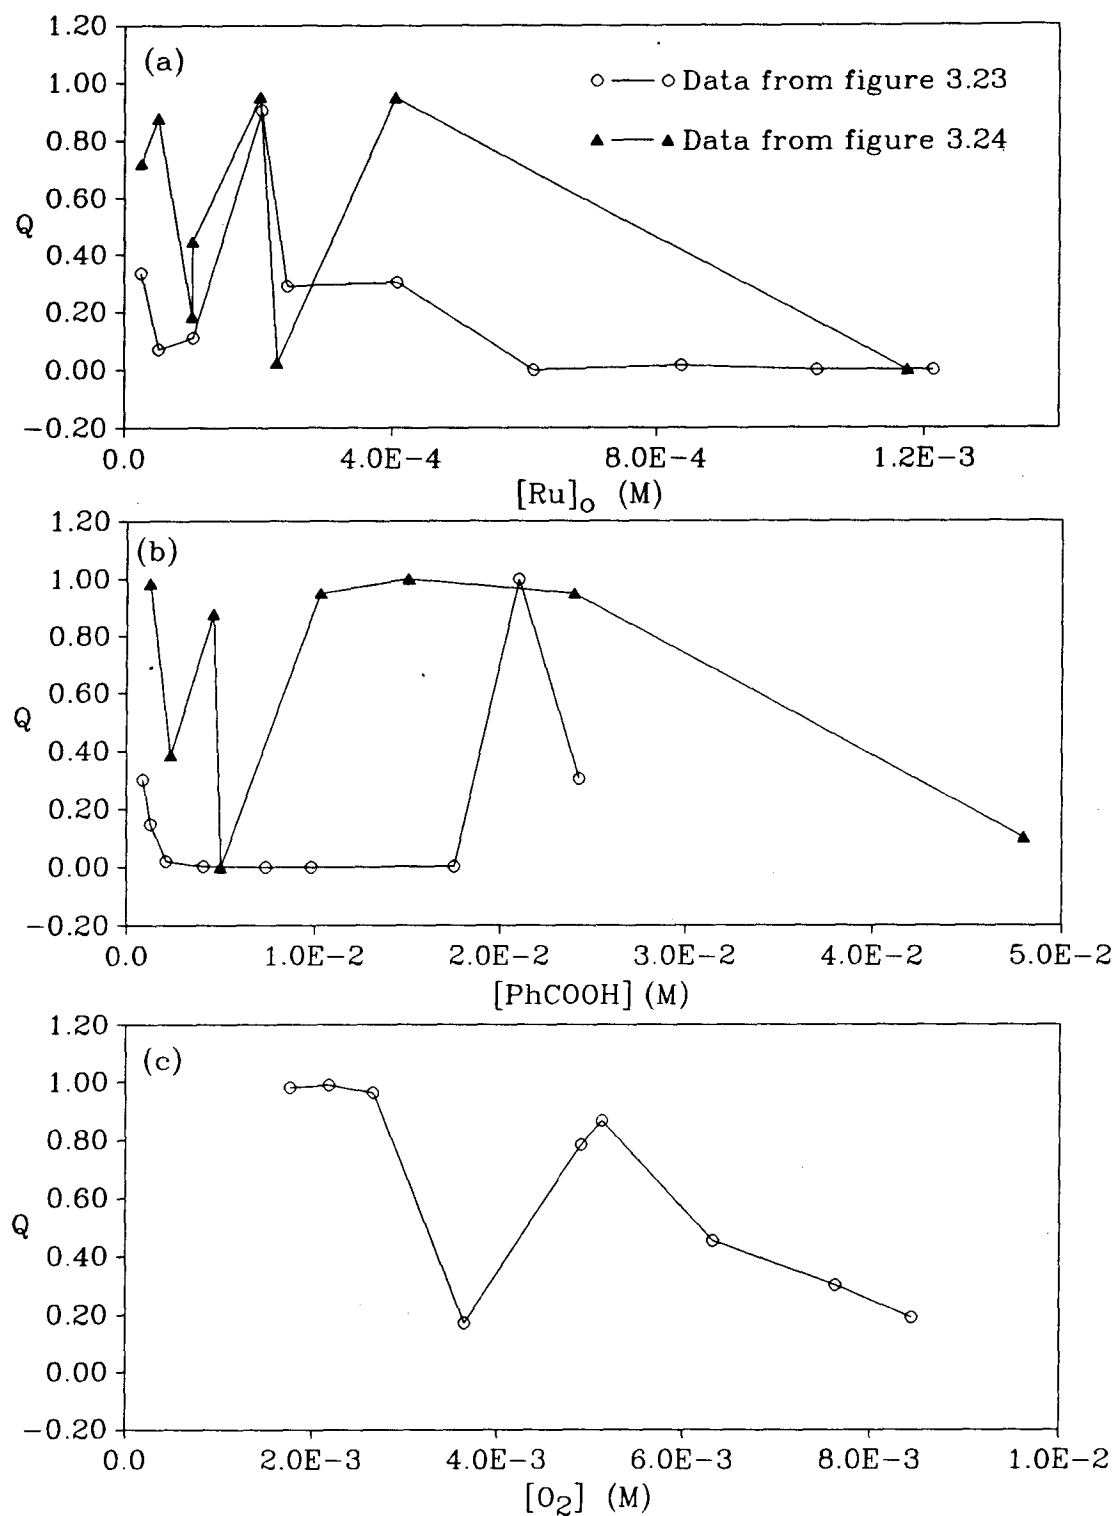 1.20
(a)
Data from figure 3.23
1.00
Data from figure 3.24
0.80
0.60
Q
0.40
0.20
0.00
−0.20
0.0 4.0E−4 8.0E−4 1.2E−3
[Ru]o (M)
1.20
(b)
1.00
0.80
0.60
Q
0.40
0.20
0.00
−0.20
0.0 1.0E−2 2.0E−2 3.0E−2 4.0E−2 5.0E−2
[PhCOOH] (M)
1.20
(c)
1.00
0.80
0.60
Q
0.40
0.20
0.00
−0.20
0.0 2.0E−3 4.0E−3 6.0E−3 8.0E−3 1.0E−2
[O2] (M)